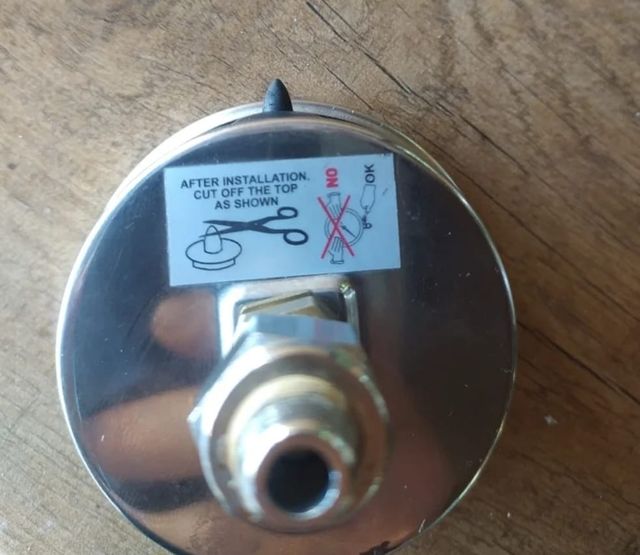 AFTER INSTALLATION.
CUT OFF THE TOP
AS SHOWN
NO
OK